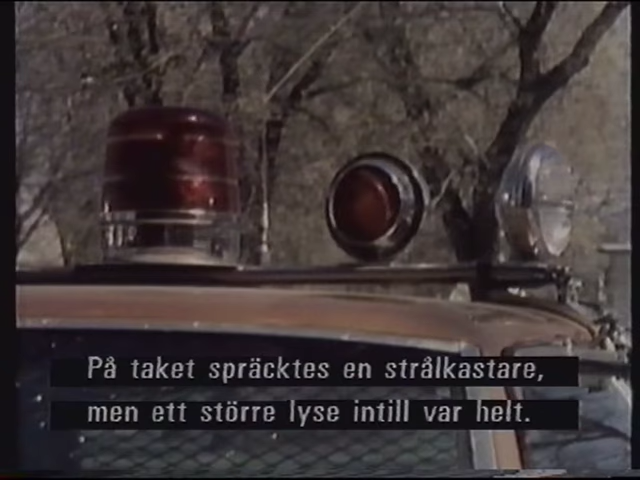 På taket spräcktes en strålkastare,
men ett större lyse intill var helt.